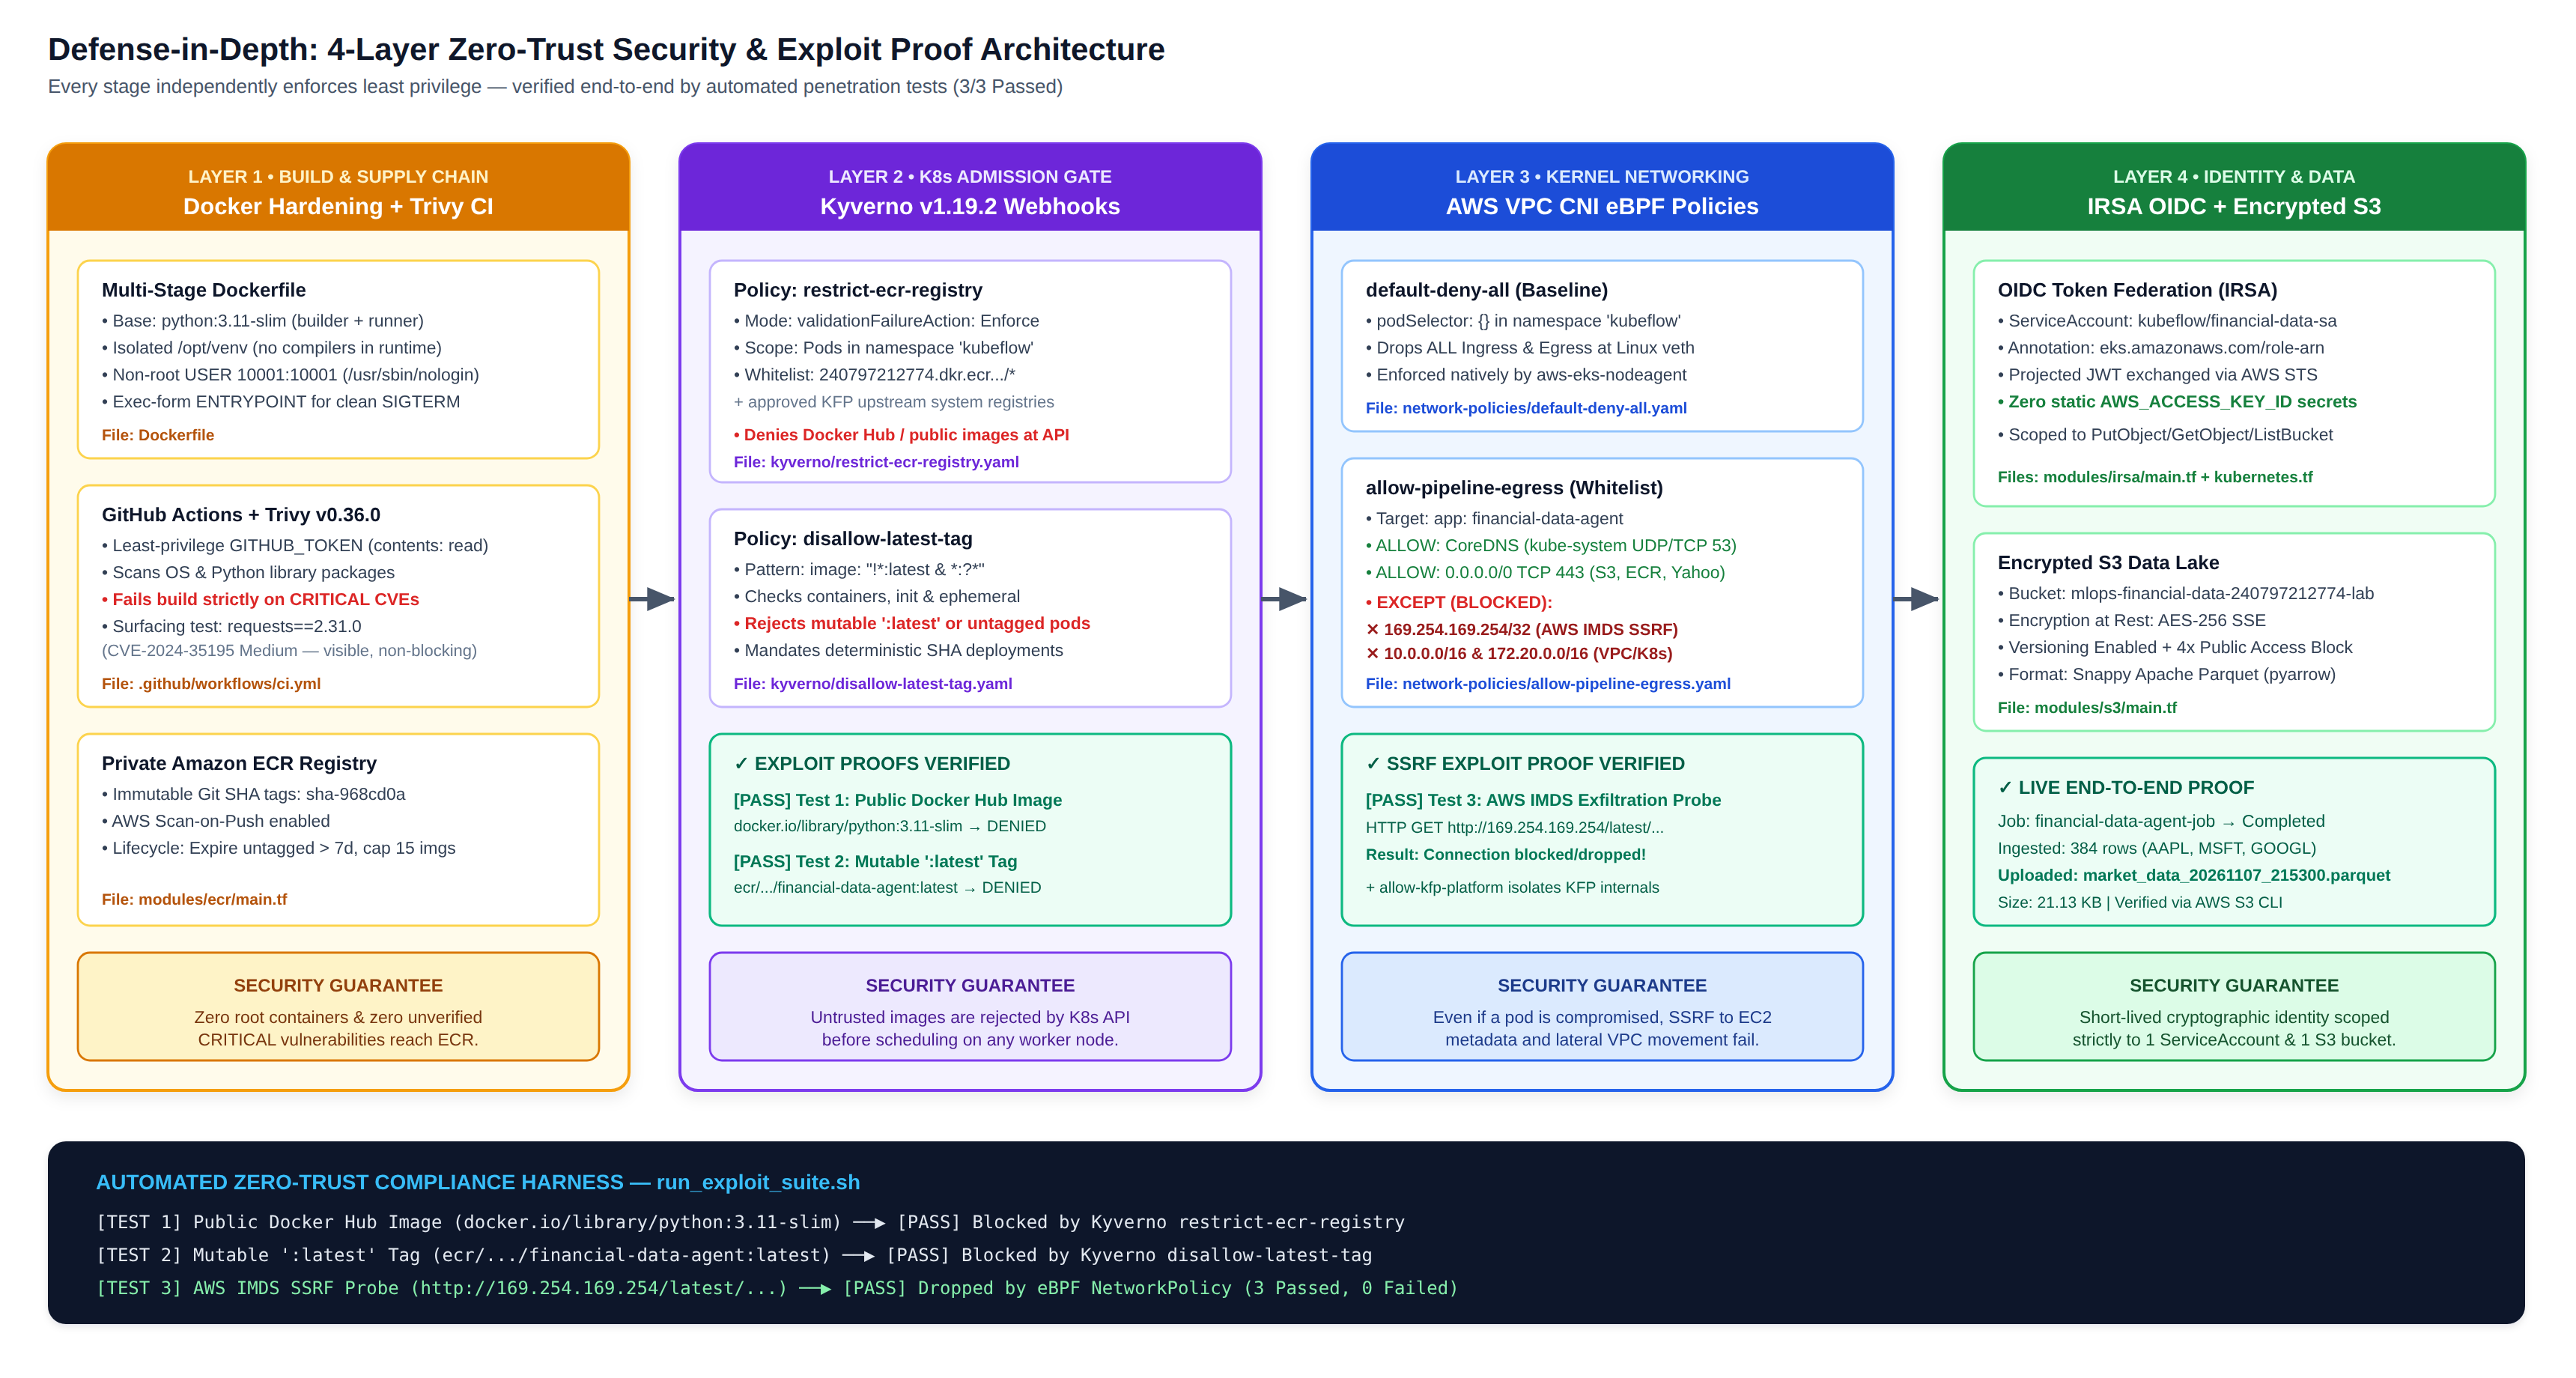 Defense-in-Depth: 4-Layer Zero-Trust Security & Exploit Proof Architecture
Every stage independently enforces least privilege — verified end-to-end by automated penetration tests (3/3 Passed)
LAYER 1 • BUILD & SUPPLY CHAIN
Docker Hardening + Trivy CI
Multi-Stage Dockerfile
• Base: python:3.11-slim (builder + runner)
• Isolated /opt/venv (no compilers in runtime)
• Non-root USER 10001:10001 (/usr/sbin/nologin)
• Exec-form ENTRYPOINT for clean SIGTERM
File: Dockerfile
GitHub Actions + Trivy v0.36.0
• Least-privilege GITHUB_TOKEN (contents: read)
• Scans OS & Python library packages
• Fails build strictly on CRITICAL CVEs
• Surfacing test: requests==2.31.0
(CVE-2024-35195 Medium — visible, non-blocking)
File: .github/workflows/ci.yml
Private Amazon ECR Registry
• Immutable Git SHA tags: sha-968cd0a
• AWS Scan-on-Push enabled
• Lifecycle: Expire untagged > 7d, cap 15 imgs
File: modules/ecr/main.tf
SECURITY GUARANTEE
Zero root containers & zero unverified
CRITICAL vulnerabilities reach ECR.
LAYER 2 • K8s ADMISSION GATE
Kyverno v1.19.2 Webhooks
Policy: restrict-ecr-registry
• Mode: validationFailureAction: Enforce
• Scope: Pods in namespace 'kubeflow'
• Whitelist: 240797212774.dkr.ecr.../*
+ approved KFP upstream system registries
• Denies Docker Hub / public images at API
File: kyverno/restrict-ecr-registry.yaml
Policy: disallow-latest-tag
• Pattern: image: "!*:latest & *:?*"
• Checks containers, init & ephemeral
• Rejects mutable ':latest' or untagged pods
• Mandates deterministic SHA deployments
File: kyverno/disallow-latest-tag.yaml
✓ EXPLOIT PROOFS VERIFIED
[PASS] Test 1: Public Docker Hub Image
docker.io/library/python:3.11-slim → DENIED
[PASS] Test 2: Mutable ':latest' Tag
ecr/.../financial-data-agent:latest → DENIED
SECURITY GUARANTEE
Untrusted images are rejected by K8s API
before scheduling on any worker node.
LAYER 3 • KERNEL NETWORKING
AWS VPC CNI eBPF Policies
default-deny-all (Baseline)
• podSelector: {} in namespace 'kubeflow'
• Drops ALL Ingress & Egress at Linux veth
• Enforced natively by aws-eks-nodeagent
File: network-policies/default-deny-all.yaml
allow-pipeline-egress (Whitelist)
• Target: app: financial-data-agent
• ALLOW: CoreDNS (kube-system UDP/TCP 53)
• ALLOW: 0.0.0.0/0 TCP 443 (S3, ECR, Yahoo)
• EXCEPT (BLOCKED):
✕ 169.254.169.254/32 (AWS IMDS SSRF)
✕ 10.0.0.0/16 & 172.20.0.0/16 (VPC/K8s)
File: network-policies/allow-pipeline-egress.yaml
✓ SSRF EXPLOIT PROOF VERIFIED
[PASS] Test 3: AWS IMDS Exfiltration Probe
HTTP GET http://169.254.169.254/latest/...
Result: Connection blocked/dropped!
+ allow-kfp-platform isolates KFP internals
SECURITY GUARANTEE
Even if a pod is compromised, SSRF to EC2
metadata and lateral VPC movement fail.
LAYER 4 • IDENTITY & DATA
IRSA OIDC + Encrypted S3
OIDC Token Federation (IRSA)
• ServiceAccount: kubeflow/financial-data-sa
• Annotation: eks.amazonaws.com/role-arn
• Projected JWT exchanged via AWS STS
• Zero static AWS_ACCESS_KEY_ID secrets
• Scoped to PutObject/GetObject/ListBucket
Files: modules/irsa/main.tf + kubernetes.tf
Encrypted S3 Data Lake
• Bucket: mlops-financial-data-240797212774-lab
• Encryption at Rest: AES-256 SSE
• Versioning Enabled + 4x Public Access Block
• Format: Snappy Apache Parquet (pyarrow)
File: modules/s3/main.tf
✓ LIVE END-TO-END PROOF
Job: financial-data-agent-job → Completed
Ingested: 384 rows (AAPL, MSFT, GOOGL)
Uploaded: market_data_20261107_215300.parquet
Size: 21.13 KB | Verified via AWS S3 CLI
SECURITY GUARANTEE
Short-lived cryptographic identity scoped
strictly to 1 ServiceAccount & 1 S3 bucket.
AUTOMATED ZERO-TRUST COMPLIANCE HARNESS — run_exploit_suite.sh
[TEST 1] Public Docker Hub Image (docker.io/library/python:3.11-slim) ──▶ [PASS] Blocked by Kyverno restrict-ecr-registry
[TEST 2] Mutable ':latest' Tag (ecr/.../financial-data-agent:latest) ──▶ [PASS] Blocked by Kyverno disallow-latest-tag
[TEST 3] AWS IMDS SSRF Probe (http://169.254.169.254/latest/...) ──▶ [PASS] Dropped by eBPF NetworkPolicy (3 Passed, 0 Failed)